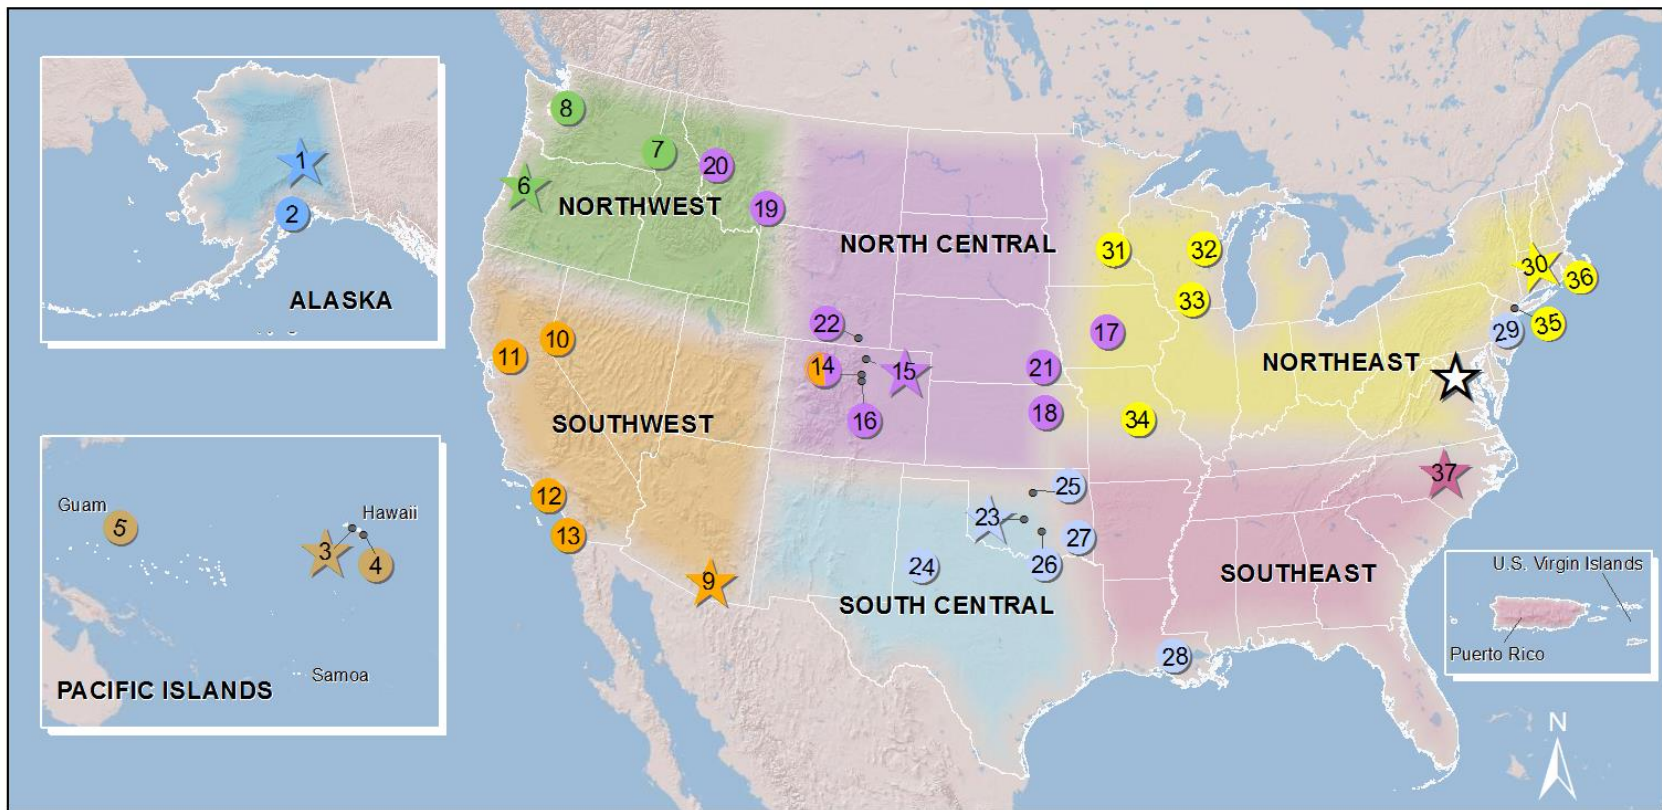 8
7
20
6
NORTHWEST
19
1
2
ALASKA
NORTH CENTRAL
31
32
30
36
33
22
10
11
17
29
35
14
15
21
NORTHEAST
16
18
34
SOUTHWEST
37
12
13
25
23
27
24
26
9
SOUTH CENTRAL
SOUTHEAST
28
Guam
Hawaii
5
3
4
Samoa
PACIFIC ISLANDS
U.S. Virgin Islands
Puerto Rico
N